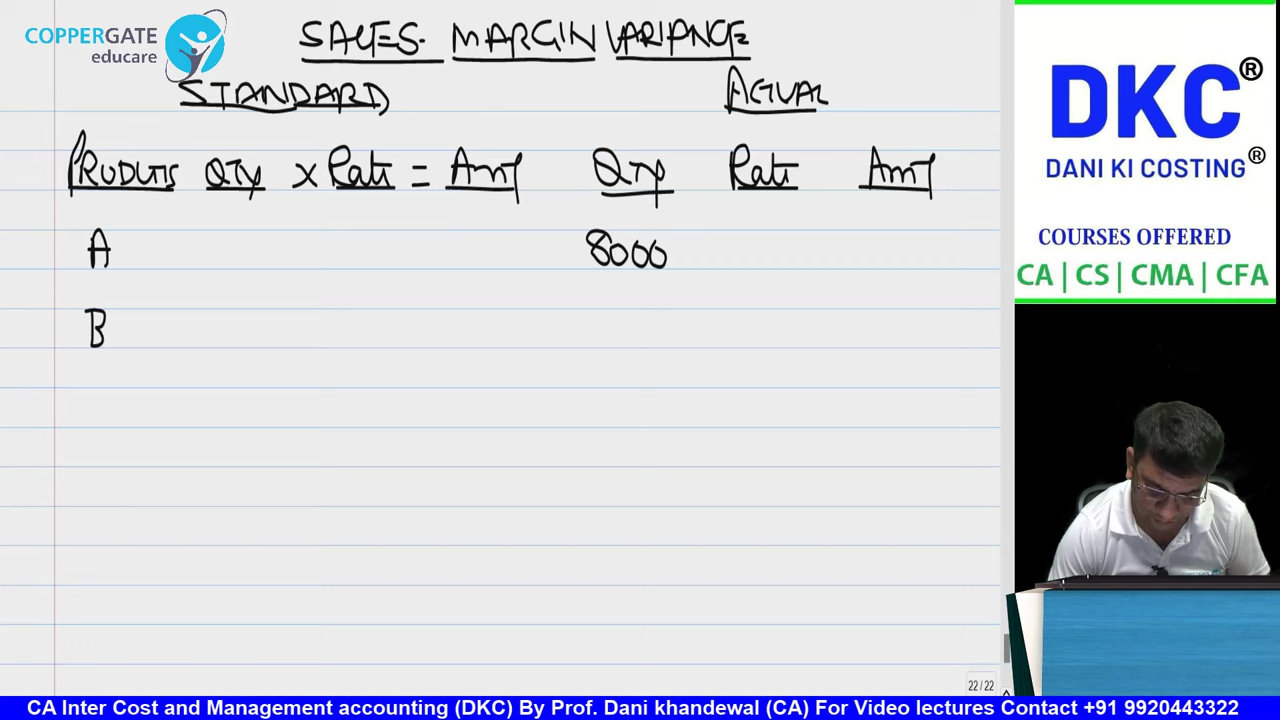 COPPERGATE
educare
SALES MARGIN VARIANCE
STANDARD ACTUAL
PRODUCTS QTY × Rate = Amt QTY Rate Amt
A 8000
B
22 / 22
DKC®
DANI KI COSTING®
COURSES OFFERED
CA | CS | CMA | CFA
CA Inter Cost and Management accounting (DKC) By Prof. Dani khandewal (CA) For Video lectures Contact +91 9920443322